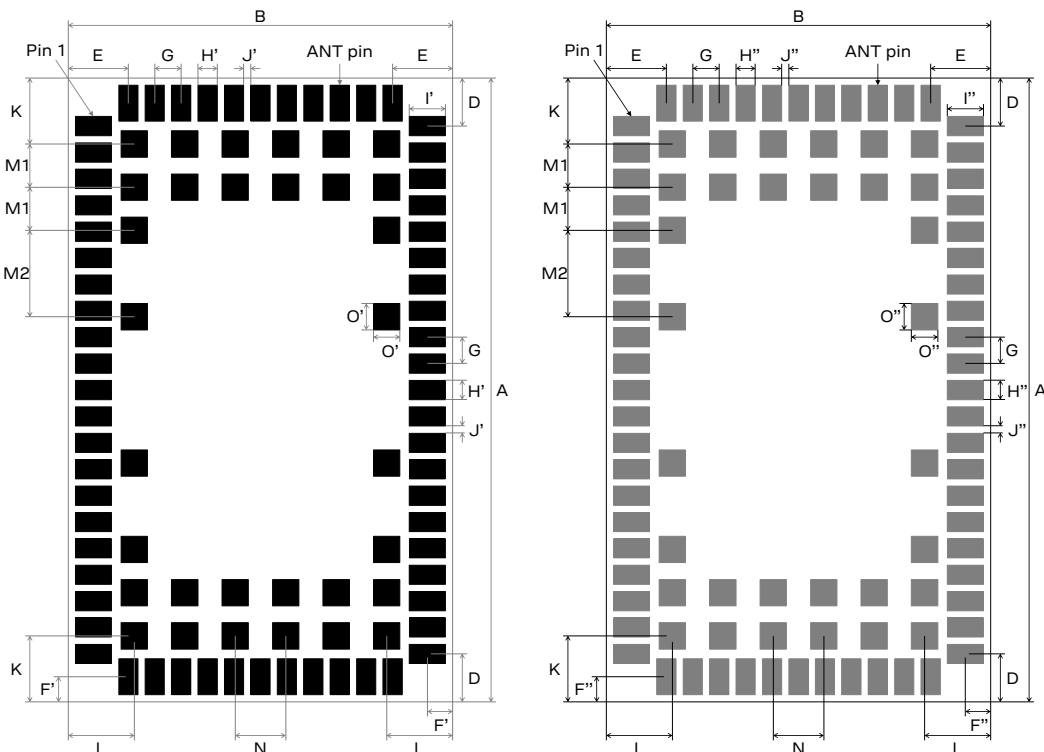 B
B
Pin 1
ANT pin
Pin 1
ANT pin
E
G
H’
J’
E
E
G
H’’
J’’
E
K
I’
D
K
I’’
D
M1
M1
M1
M1
M2
M2
O’
O’’
O’
G
O’’
G
H’
A
H’’
A
J’
J’’
K
D
K
D
F’
F’’
F’
F’’
L
N
L
L
N
L